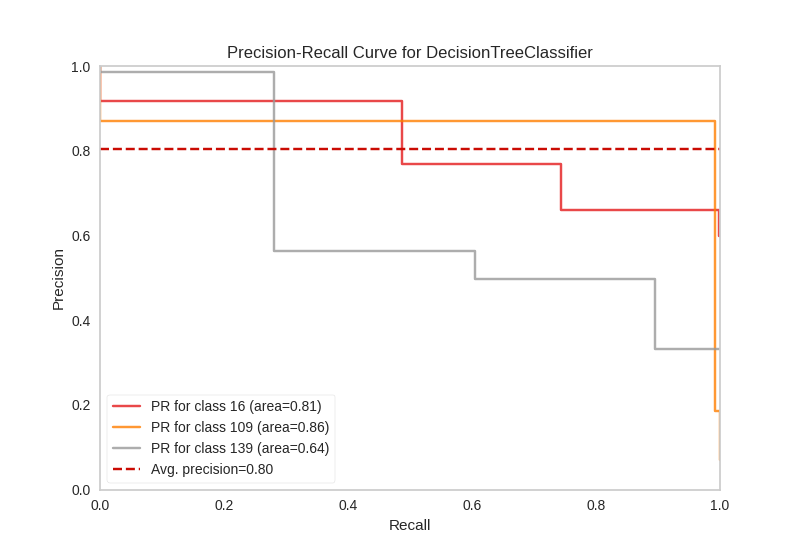 Precision-Recall Curve for DecisionTreeClassifier
1.0
0.8
0.6
0.4
0.2
0.0
Precision
PR for class 16 (area=0.81)
PR for class 109 (area=0.86)
PR for class 139 (area=0.64)
Avg. precision=0.80
0.0 0.2 0.4 0.6 0.8 1.0
Recall